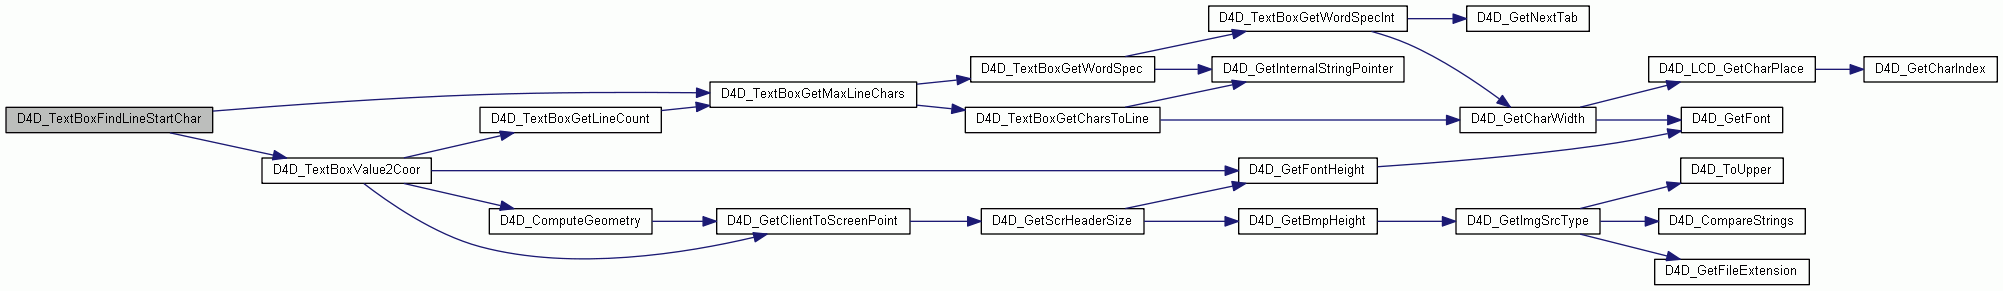 D4D_TextBoxFindLineStartChar
D4D_TextBoxValue2Coor
D4D_TextBoxGetLineCount
D4D_ComputeGeometry
D4D_TextBoxGetMaxLineChars
D4D_GetClientToScreenPoint
D4D_TextBoxGetWordSpec
D4D_TextBoxGetCharsToLine
D4D_GetScrHeaderSize
D4D_TextBoxGetWordSpecInt
D4D_GetInternalStringPointer
D4D_GetFontHeight
D4D_GetBmpHeight
D4D_GetNextTab
D4D_GetCharWidth
D4D_GetImgSrcType
D4D_LCD_GetCharPlace
D4D_GetFont
D4D_ToUpper
D4D_CompareStrings
D4D_GetFileExtension
D4D_GetCharIndex